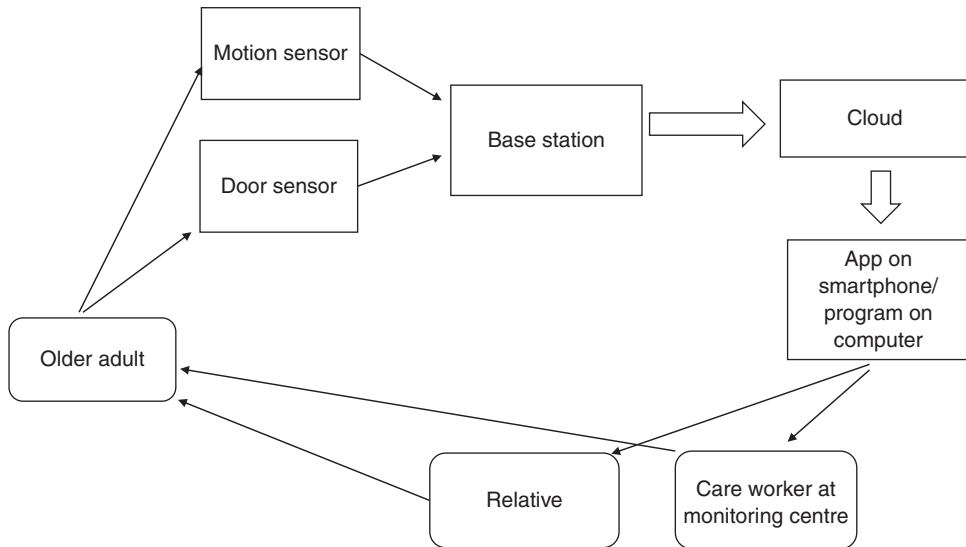 Motion sensor
Door sensor
Base station
Cloud
App on
smartphone/
program on
computer
Older adult
Relative
Care worker at
monitoring centre